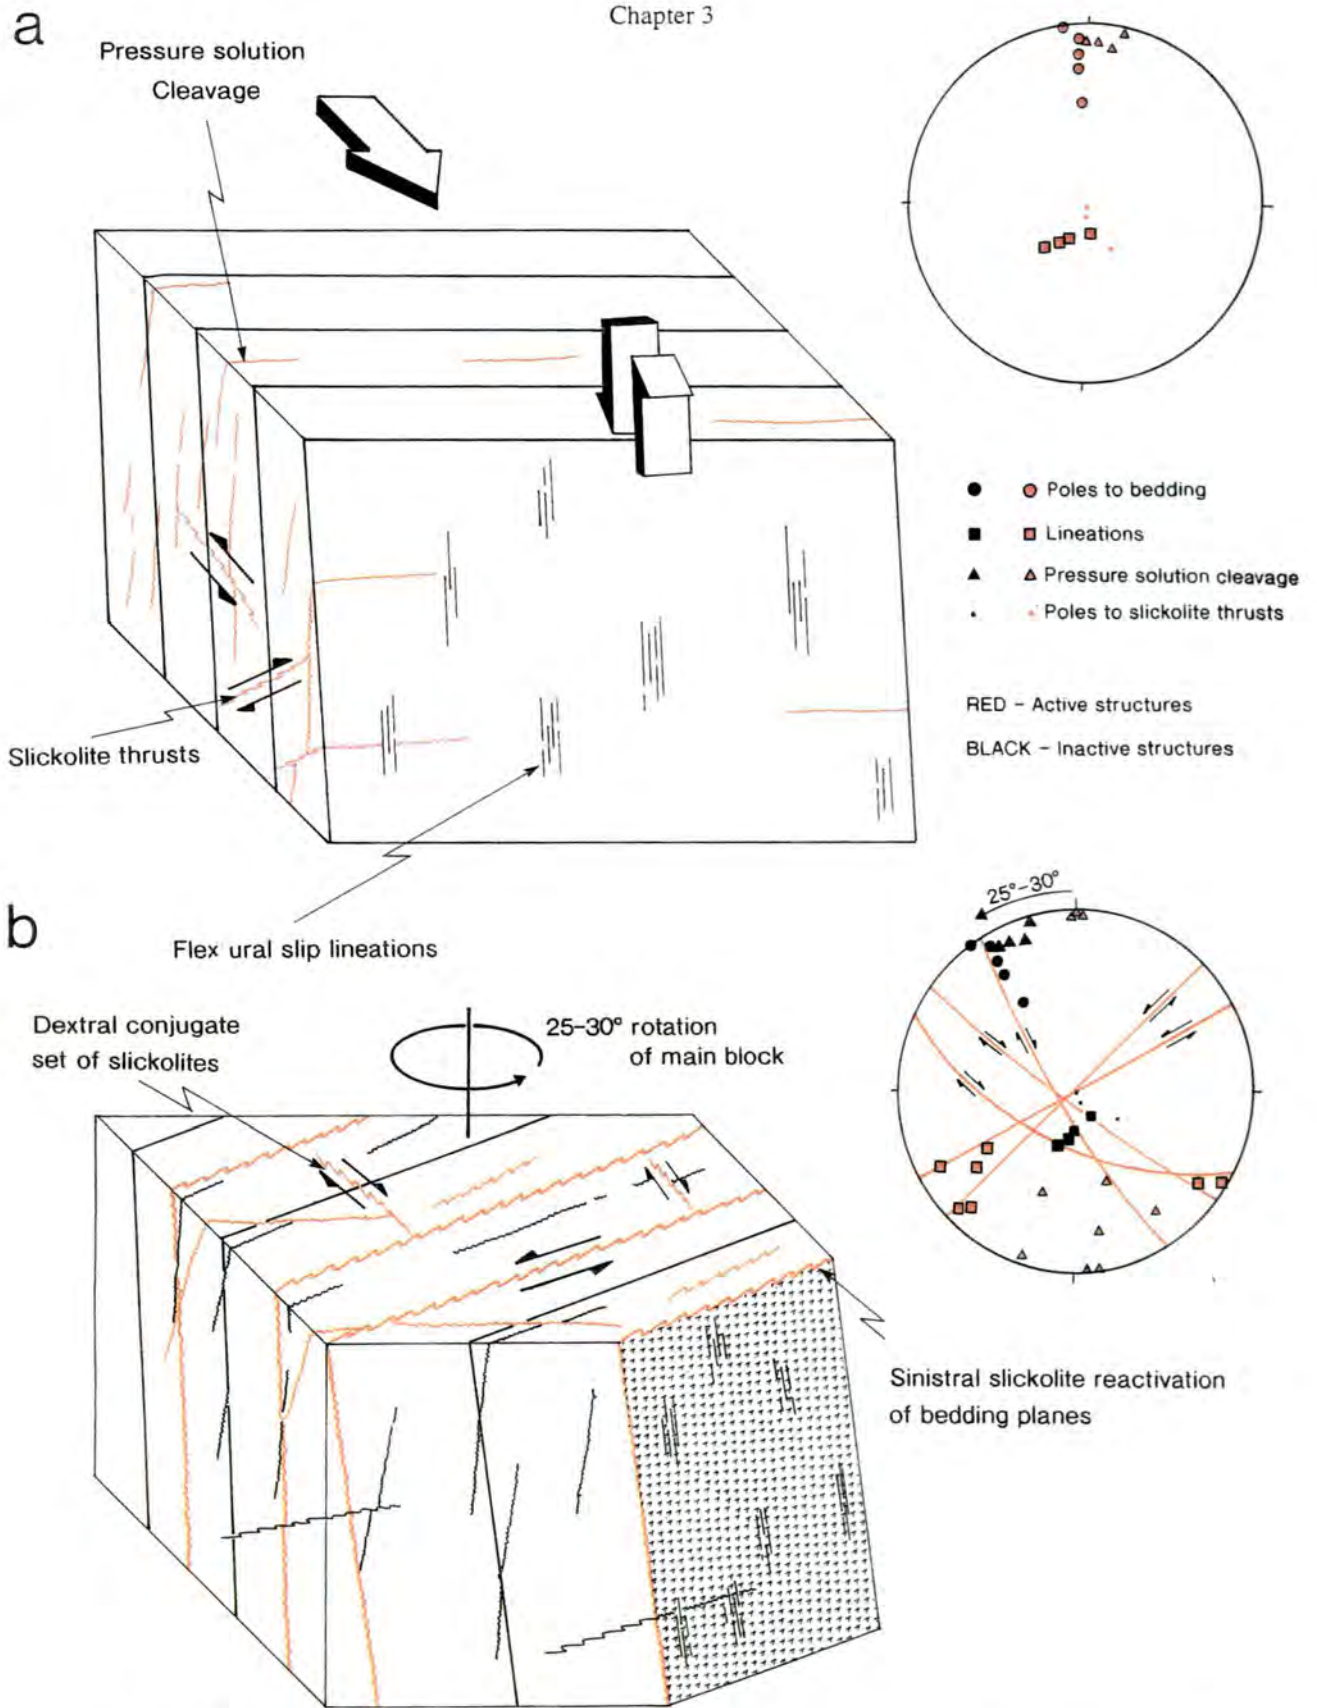 Chapter 3
a
Pressure solution
Cleavage
Poles to bedding
Lineations
Pressure solution cleavage
Poles to slickolite thrusts
RED – Active structures
BLACK – Inactive structures
Slickolite thrusts
Flex ural slip lineations
b
25°–30°
Dextral conjugate
set of slickolites
25-30° rotation
of main block
Sinistral slickolite reactivation
of bedding planes